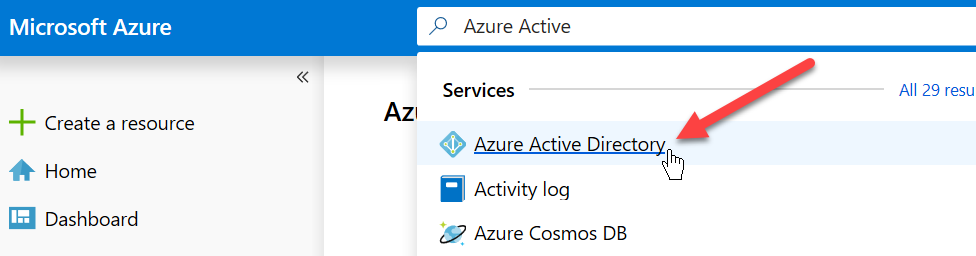 Microsoft Azure
Azure Active
Services
All 29 resu
Create a resource
Azu
Azure Active Directory
Home
Activity log
Dashboard
Azure Cosmos DB